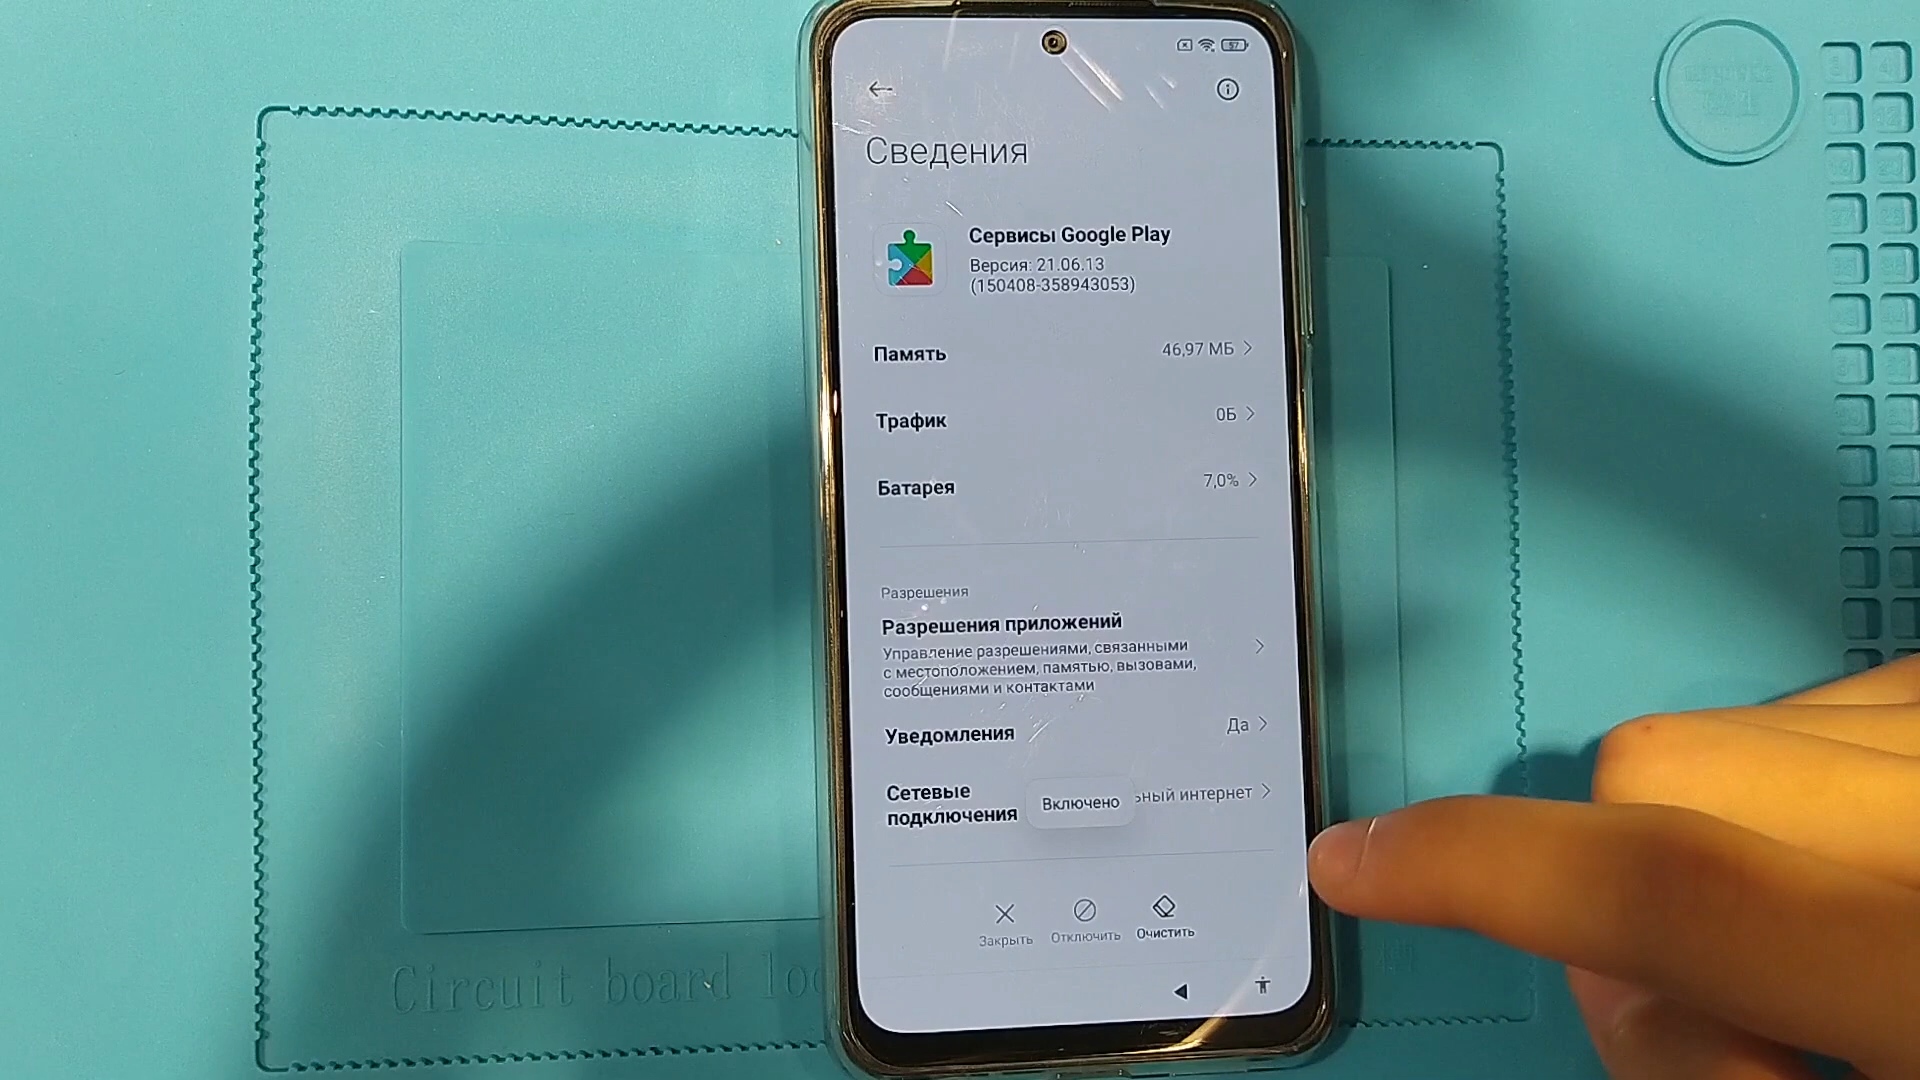 57
Сведения
Сервисы Google Play
Версия: 21.06.13
(150408-358943053)
Память
46,97 МБ
Трафик
0Б
Батарея
7,0%
Разрешения
Разрешения приложений
Управление разрешениями, связанными
с местоположением, памятью, вызовами,
сообщениями и контактами
Уведомления
Да
Сетевые
подключения
Включено
ьный интернет
Закрыть
Отключить
Очистить
Circuit board